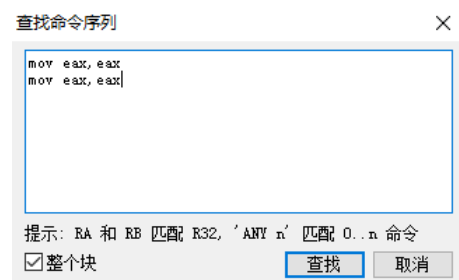 查找命令序列
mov eax,eax
mov eax,eax
提示: RA 和 RB 匹配 R32, 'ANY n' 匹配 0..n 命令
整个块
查找
取消